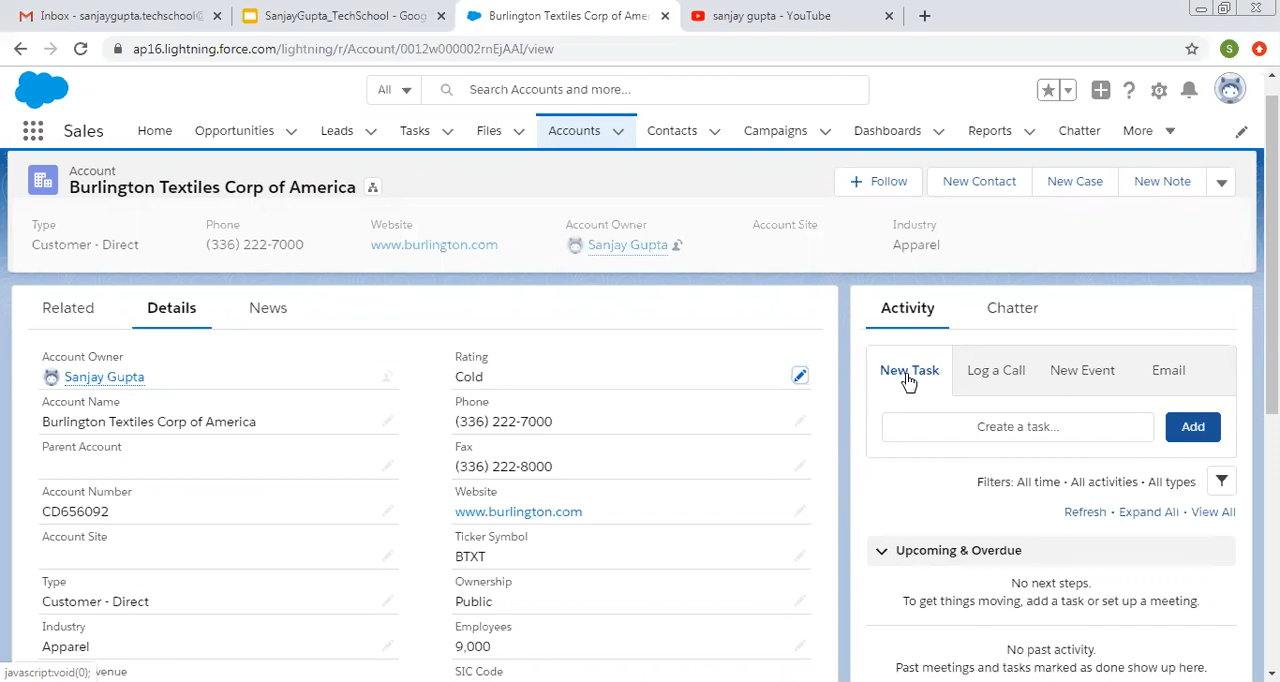 Inbox - sanjaygupta.techschool@
SanjayGupta_TechSchool - Goog
Burlington Textiles Corp of Ame
sanjay gupta - YouTube
ap16.lightning.force.com/lightning/r/Account/0012w000002rnEjAAI/view
S
All
Search Accounts and more...
Sales
Home
Opportunities
Leads
Tasks
Files
Accounts
Contacts
Campaigns
Dashboards
Reports
Chatter
More
Account
Burlington Textiles Corp of America
Follow
New Contact
New Case
New Note
Type
Phone
Website
Account Owner
Account Site
Industry
Customer - Direct
(336) 222-7000
www.burlington.com
Sanjay Gupta
Apparel
Related
Details
News
Account Owner
Sanjay Gupta
Account Name
Burlington Textiles Corp of America
Parent Account
Account Number
CD656092
Account Site
Type
Customer - Direct
Industry
Apparel
javascript:void(0);
venue
Rating
Cold
Phone
(336) 222-7000
Fax
(336) 222-8000
Website
www.burlington.com
Ticker Symbol
BTXT
Ownership
Public
Employees
9,000
SIC Code
Activity
Chatter
New Task
Log a Call
New Event
Email
Create a task...
Add
Filters: All time • All activities • All types
Refresh • Expand All • View All
Upcoming & Overdue
No next steps.
To get things moving, add a task or set up a meeting.
No past activity.
Past meetings and tasks marked as done show up here.